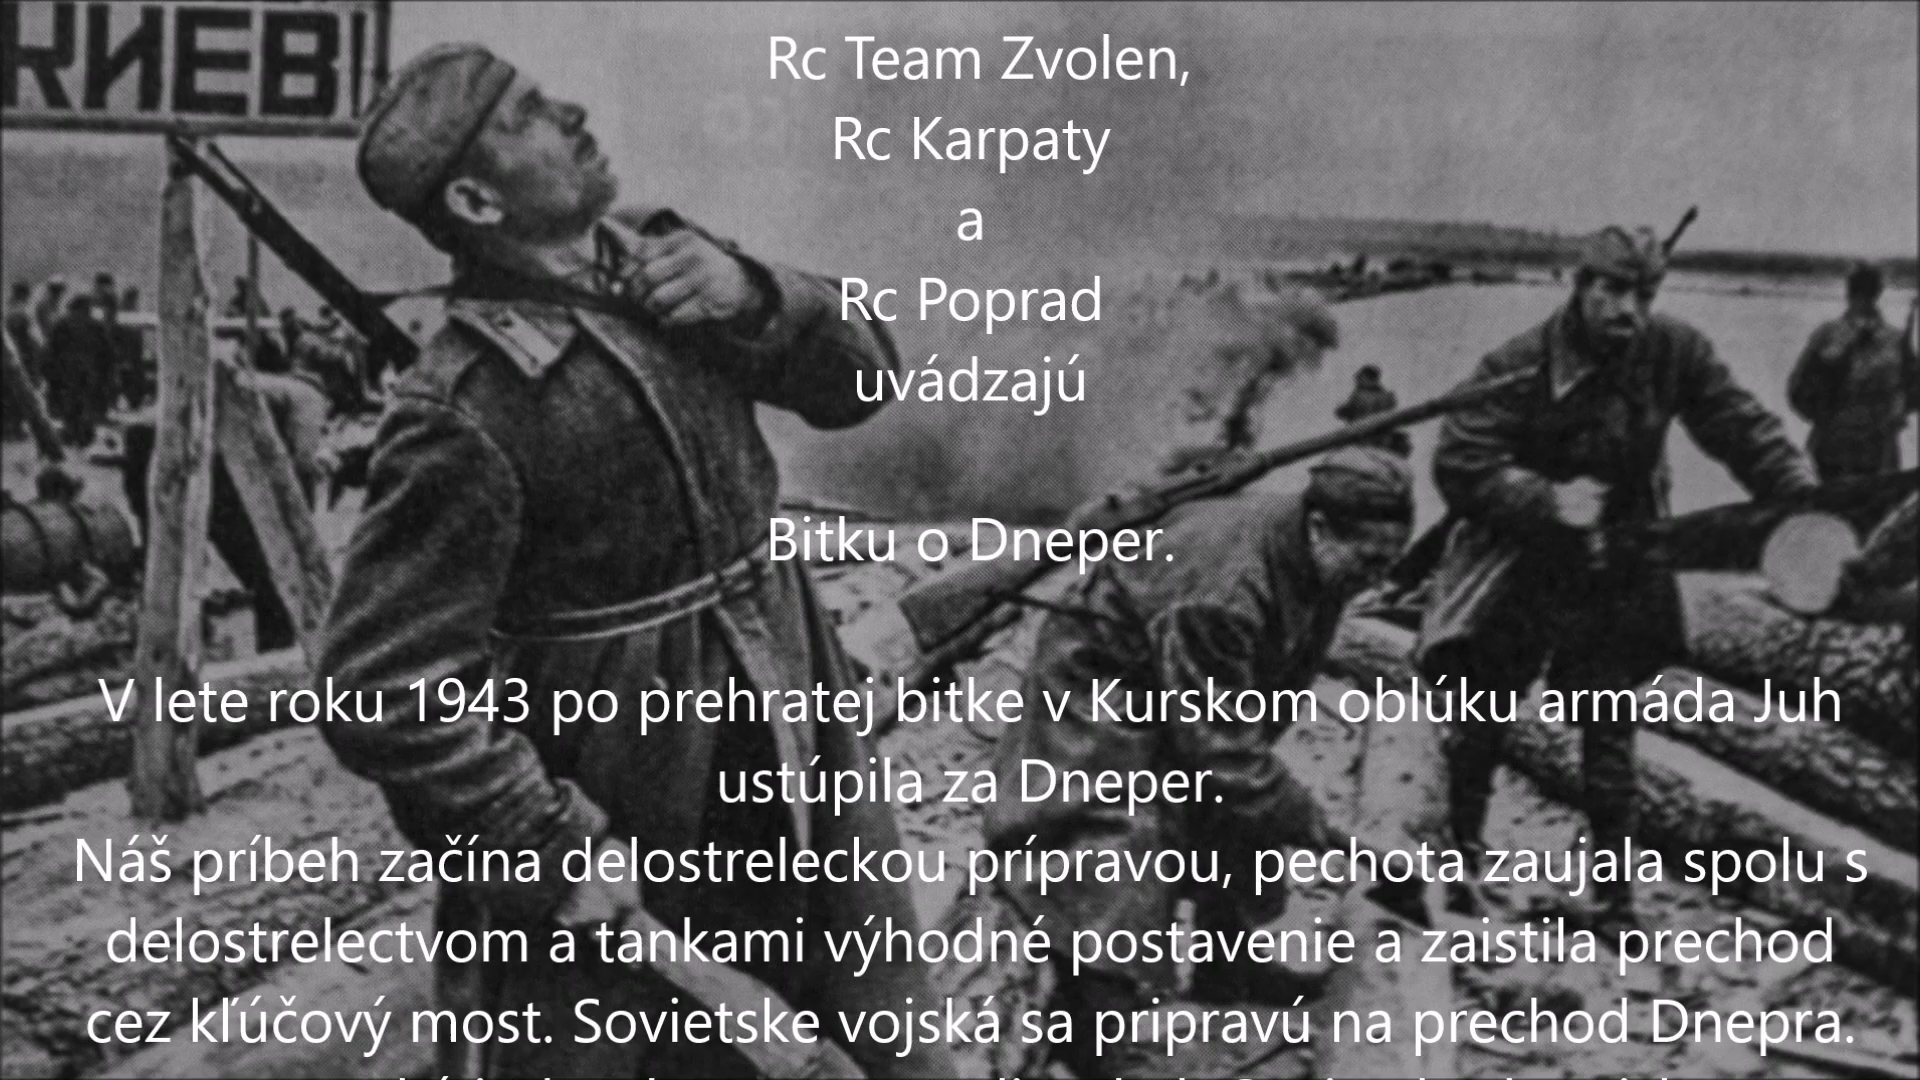 КИЕВ!
Rc Team Zvolen,
Rc Karpaty
a
Rc Poprad
uvádzajú
Bitku o Dneper.
V lete roku 1943 po prehratej bitke v Kurskom oblúku armáda Juh
ustúpila za Dneper.
Náš príbeh začína delostreleckou prípravou, pechota zaujala spolu s
delostrelectvom a tankami výhodné postavenie a zaistila prechod
cez kľúčový most. Sovietske vojská sa pripravú na prechod Dnepra.